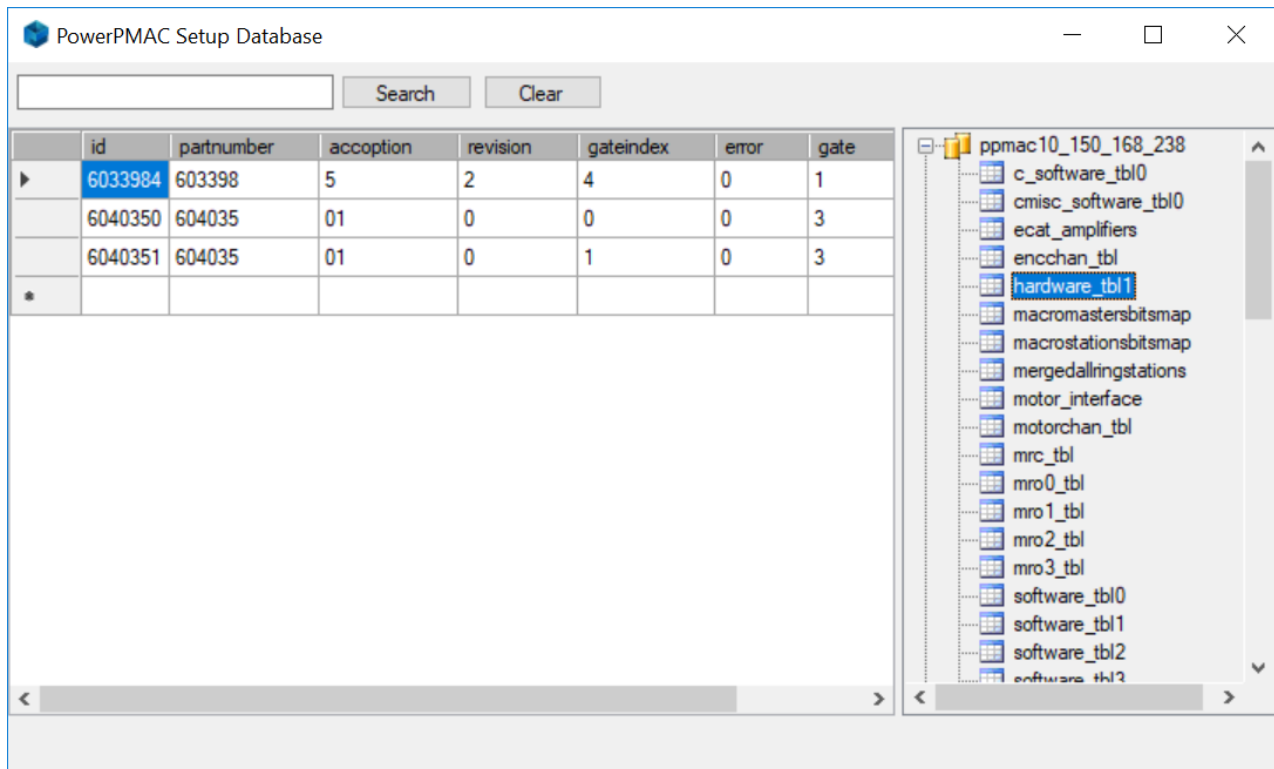 PowerPMAC Setup Database
Search Clear
id partnumber accoption revision gateindex error gate
6033984 603398 5 2 4 0 1
6040350 604035 01 0 0 0 3
6040351 604035 01 0 1 0 3
ppmac10_150_168_238
c_software_tbl0
cmisc_software_tbl0
ecat_amplifiers
encchan_tbl
hardware_tbl1
macromastersbitsmap
macrostationsbitsmap
mergedallringstations
motor_interface
motorchan_tbl
mrc_tbl
mro0_tbl
mro1_tbl
mro2_tbl
mro3_tbl
software_tbl0
software_tbl1
software_tbl2
software_tbl3